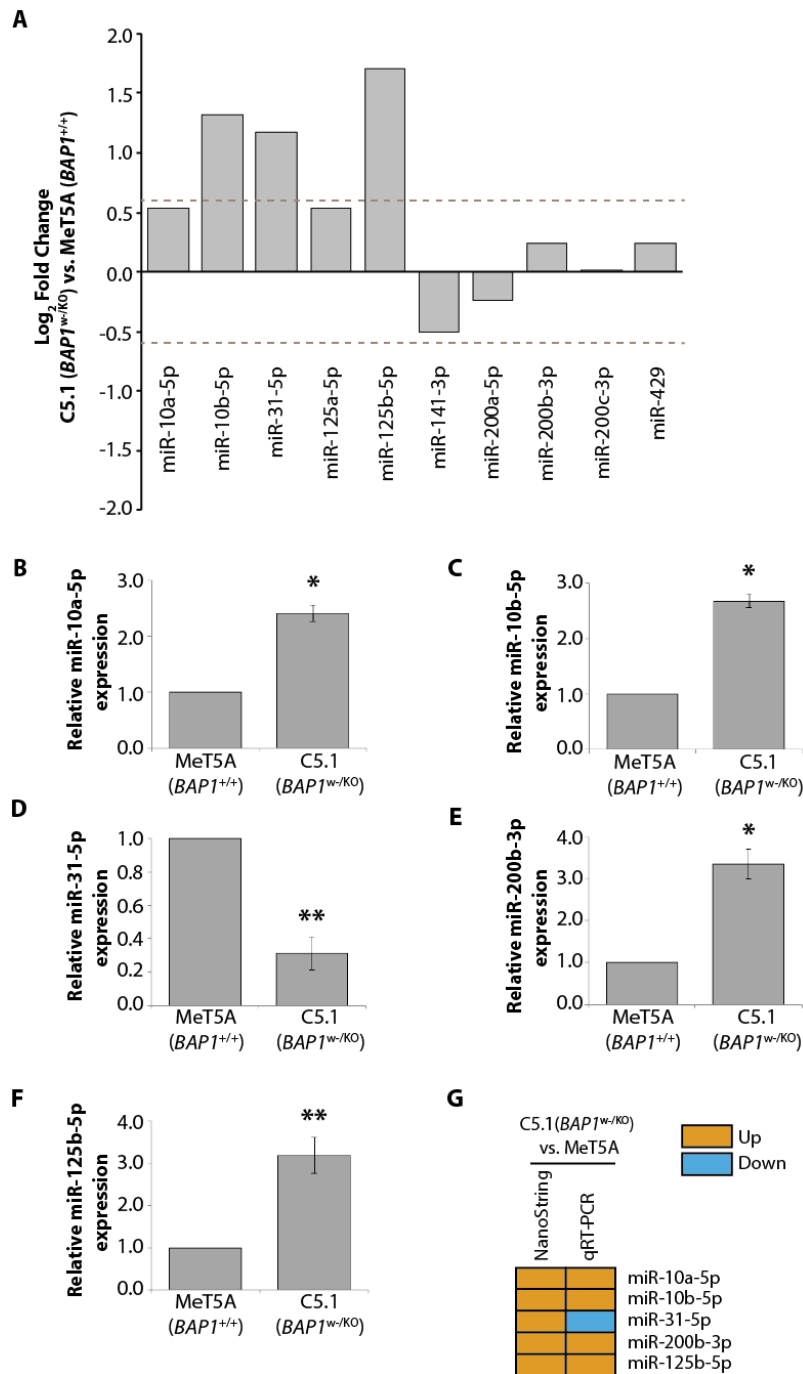 A
Log2 Fold Change
C5.1 (BAP1w-/KO) vs. MeT5A (BAP1+/+)
2.0
1.5
1.0
0.5
0.0
-0.5
-1.0
-1.5
-2.0
miR-10a-5p
miR-10b-5p
miR-31-5p
miR-125a-5p
miR-125b-5p
miR-141-3p
miR-200a-5p
miR-200b-3p
miR-200c-3p
miR-429
B
Relative miR-10a-5p
expression
3.0
2.0
1.0
0.0
*
MeT5A
(BAP1+/+)
C5.1
(BAP1w-/KO)
C
Relative miR-10b-5p
expression
3.0
2.0
1.0
0.0
*
MeT5A
(BAP1+/+)
C5.1
(BAP1w-/KO)
D
Relative miR-31-5p
expression
1.0
0.8
0.6
0.4
0.2
0.0
**
MeT5A
(BAP1+/+)
C5.1
(BAP1w-/KO)
E
Relative miR-200b-3p
expression
4.0
3.0
2.0
1.0
0.0
*
MeT5A
(BAP1+/+)
C5.1
(BAP1w-/KO)
F
Relative miR-125b-5p
expression
4.0
3.0
2.0
1.0
0.0
**
MeT5A
(BAP1+/+)
C5.1
(BAP1w-/KO)
G
C5.1(BAP1w-/KO)
vs. MeT5A
NanoString
qRT-PCR
Up
Down
miR-10a-5p
miR-10b-5p
miR-31-5p
miR-200b-3p
miR-125b-5p